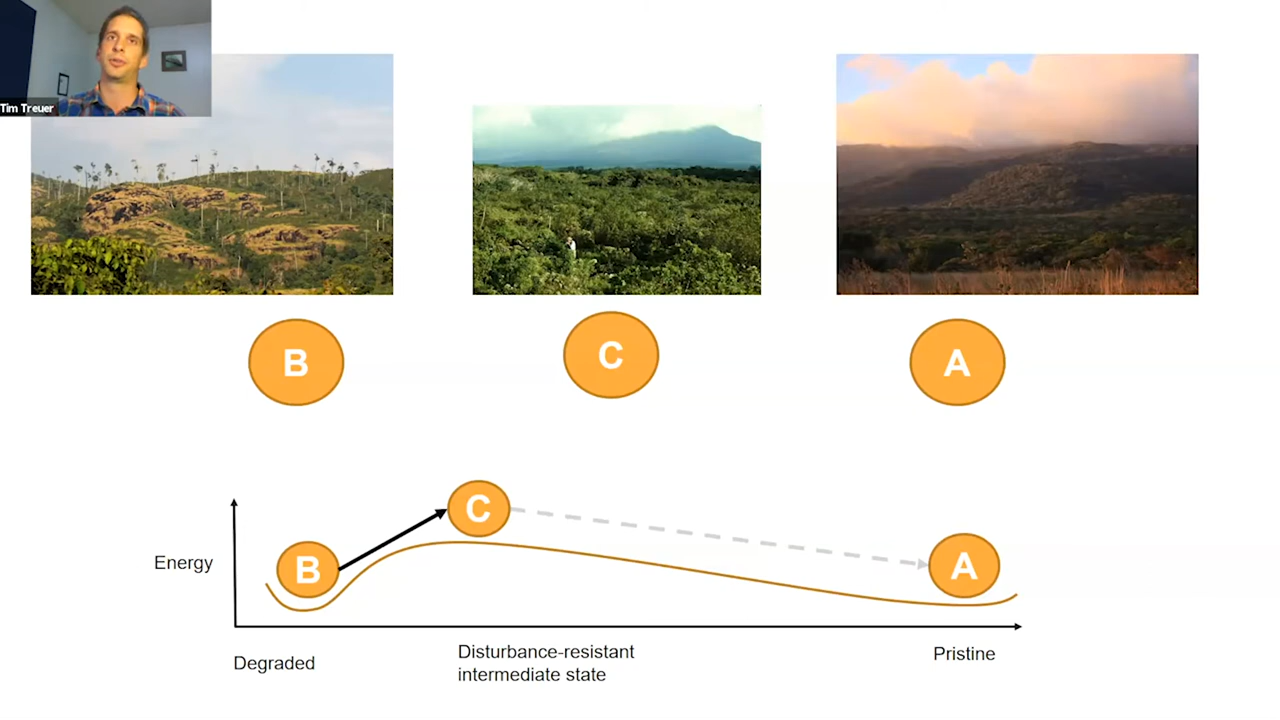 Tim Treuer
B
C
A
C
B
A
Energy
Degraded
Disturbance-resistant
intermediate state
Pristine